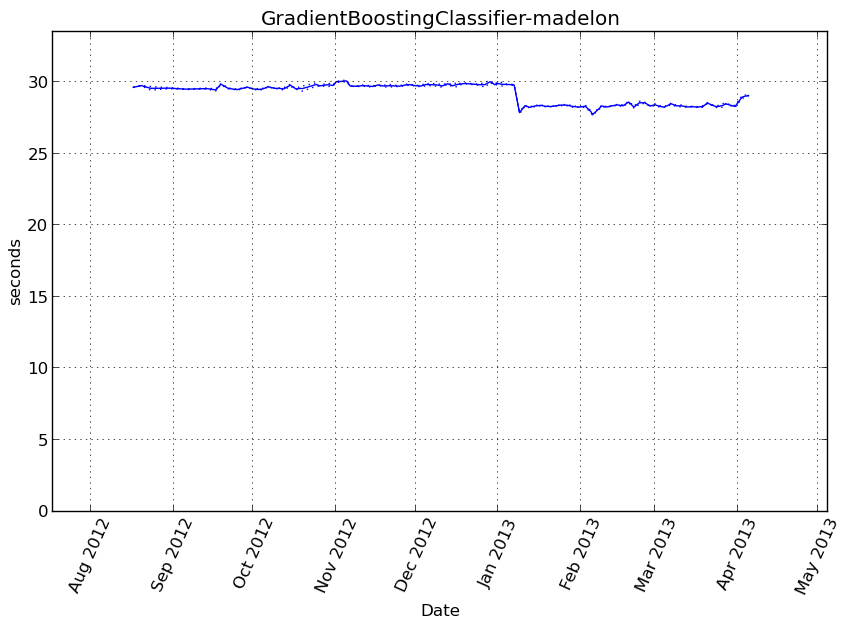 GradientBoostingClassifier-madelon
30
25
20
15
10
5
0
seconds
Aug 2012
Sep 2012
Oct 2012
Nov 2012
Dec 2012
Jan 2013
Feb 2013
Mar 2013
Apr 2013
May 2013
Date